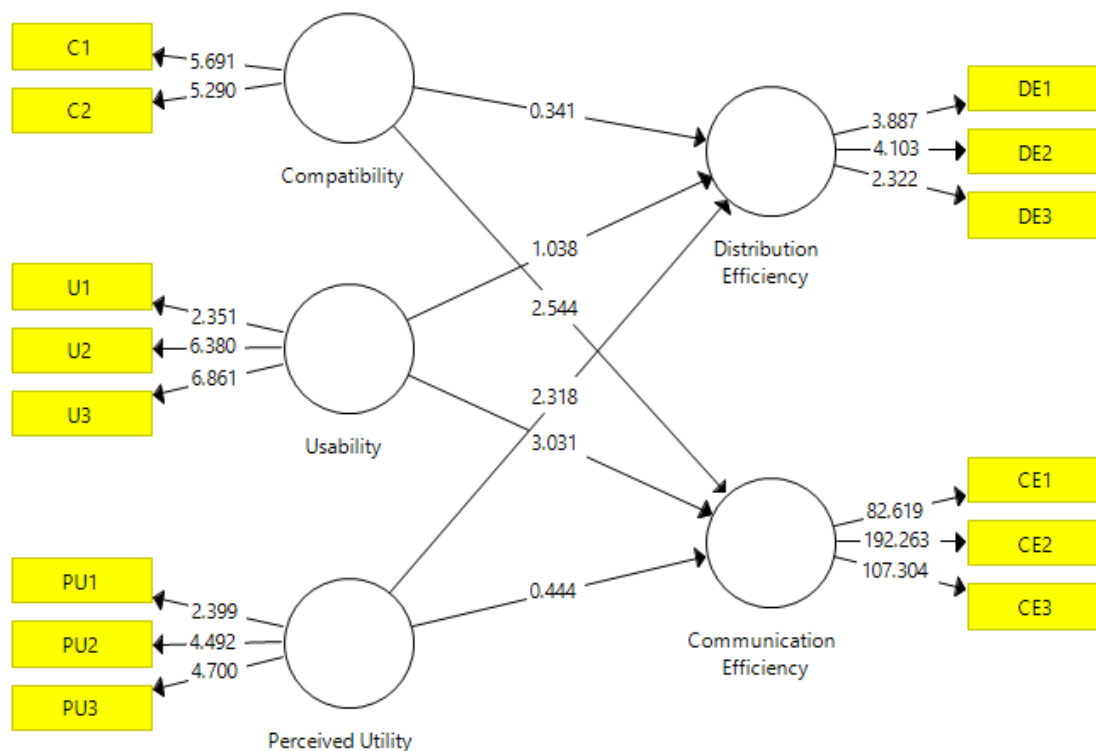 C1
5.691
5.290
C2
Compatibility
0.341
DE1
3.887
4.103
DE2
2.322
DE3
Distribution
Efficiency
1.038
2.544
U1
2.351
U2
6.380
6.861
U3
Usability
2.318
3.031
CE1
82.619
192.263
CE2
107.304
CE3
Communication
Efficiency
PU1
2.399
PU2
4.492
4.700
PU3
0.444
Perceived Utility